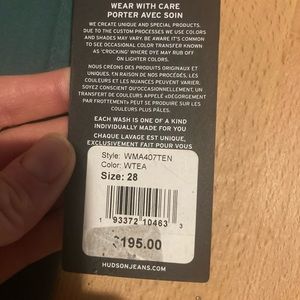 WEAR WITH CARE
PORTER AVEC SOIN
WE CREATE UNIQUE AND SPECIAL PRODUCTS.
DUE TO THE CUSTOM PROCESSES WE USE COLORS
AND SHADES MAY VARY. BE AWARE IT'S COMMON
TO SEE OCCASIONAL COLOR TRANSFER KNOWN
AS 'CROCKING' WHERE DYE MAY RUB OFF
ON LIGHTER COLORS.
NOUS CRÉONS DES PRODUITS ORIGINAUX ET
UNIQUES. EN RAISON DE NOS PROCÉDÉS, LES
COULEURS ET NUANCES PEUVENT VARIER.
SOYEZ CONSCIENT QU'OCCASIONNELLEMENT, UN
TRANSFERT DE COULEURS APPELÉ «DÉGORGEMENT
PAR FROTTEMENT» PEUT SE PRODUIRE SUR LES
COULEURS PLUS PÂLES.
EACH WASH IS ONE OF A KIND
INDIVIDUALLY MADE FOR YOU
CHAQUE LAVAGE EST UNIQUE,
EXCLUSIVEMENT FAIT POUR VOUS
Style: WMA407TEN
Color: WTEA
Size: 28
1 93372 10463 3
$195.00
HUDSONJEANS.COM